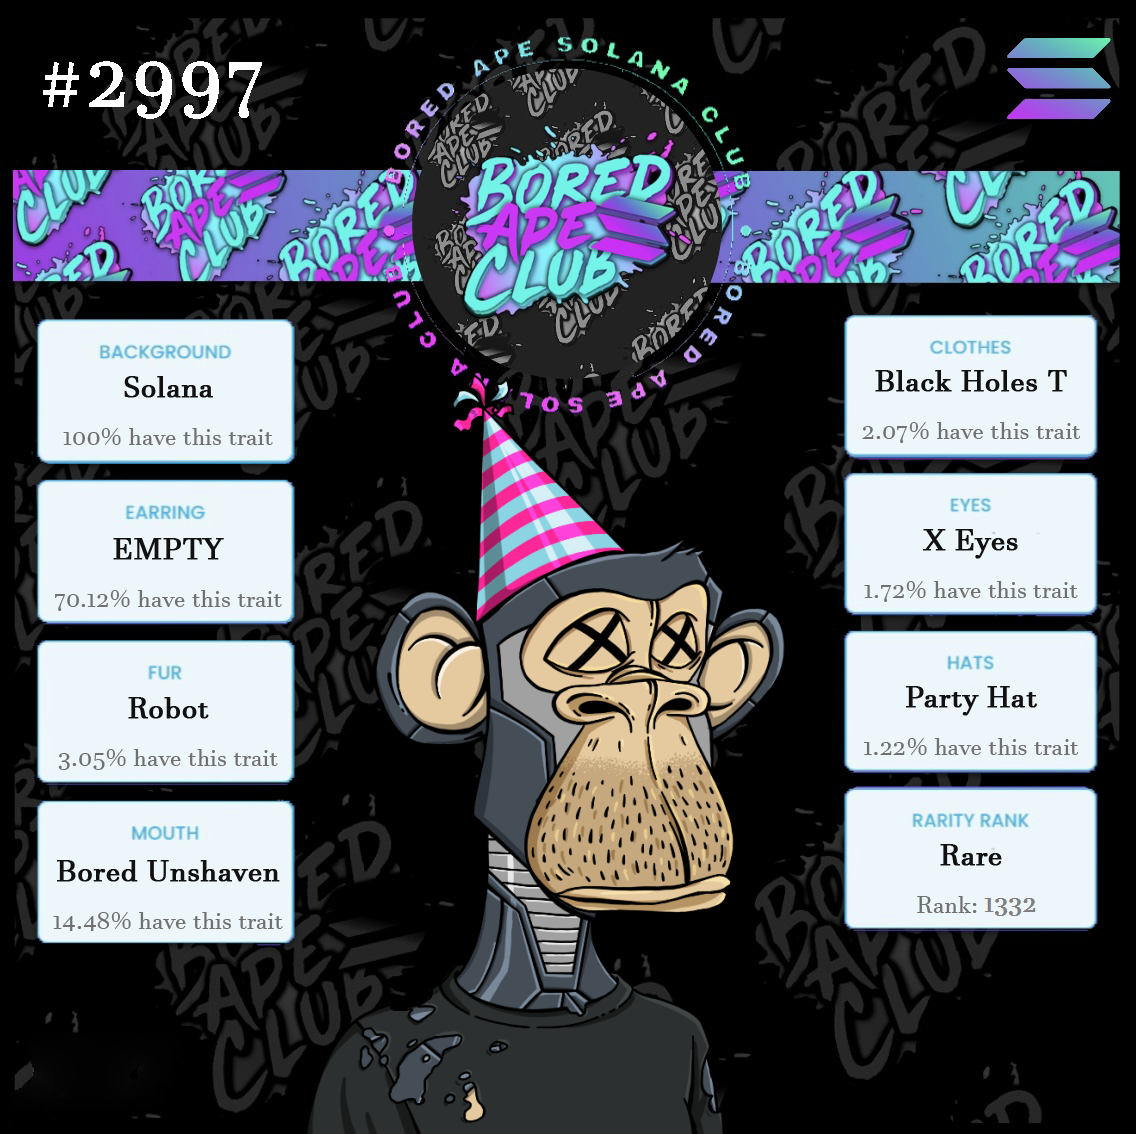 #2997
BORED APE SOLANA CLUB
BORED APE SOLANA CLUB
BORED
APE
CLUB
BACKGROUND
Solana
100% have this trait
EARRING
EMPTY
70.12% have this trait
FUR
Robot
3.05% have this trait
MOUTH
Bored Unshaven
14.48% have this trait
CLOTHES
Black Holes T
2.07% have this trait
EYES
X Eyes
1.72% have this trait
HATS
Party Hat
1.22% have this trait
RARITY RANK
Rare
Rank: 1332